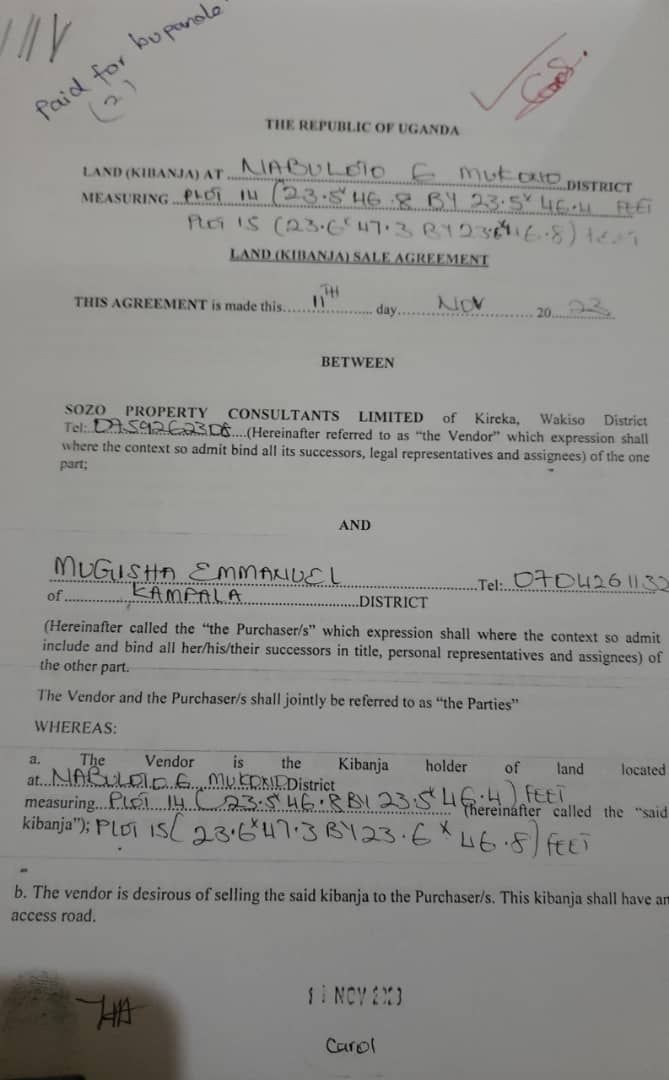 Paid for bupande
(2)
THE REPUBLIC OF UGANDA
LAND (KIBANJA) AT NABULOTO G MUKONO DISTRICT
MEASURING PLOT 14 (23.5×46.8 BY 23.5×46.4 FEET
PLOT 15 (23.6×47.3 BY 23.6×46.8) feet
LAND (KIBANJA) SALE AGREEMENT
THIS AGREEMENT is made this 11TH day NOV 2023
BETWEEN
SOZO PROPERTY CONSULTANTS LIMITED of Kireka, Wakiso District
Tel: 0759262308 (Hereinafter referred to as "the Vendor" which expression shall
where the context so admit bind all its successors, legal representatives and assignees) of the one
part;
AND
MUGISHA EMMANUEL Tel: 0704261132
of KAMPALA DISTRICT
(Hereinafter called the "the Purchaser/s" which expression shall where the context so admit
include and bind all her/his/their successors in title, personal representatives and assignees) of
the other part.
The Vendor and the Purchaser/s shall jointly be referred to as "the Parties"
WHEREAS:
a. The Vendor is the Kibanja holder of land located
at NABULOTO G MUKONO District
measuring PLOT 14 (23.5×46.8 BY 23.5×46.4) FEET (hereinafter called the "said
kibanja"); PLOT 15 (23.6×47.3 BY 23.6×46.8) FEET
b. The vendor is desirous of selling the said kibanja to the Purchaser/s. This kibanja shall have an
access road.
NOV 2023
Carol